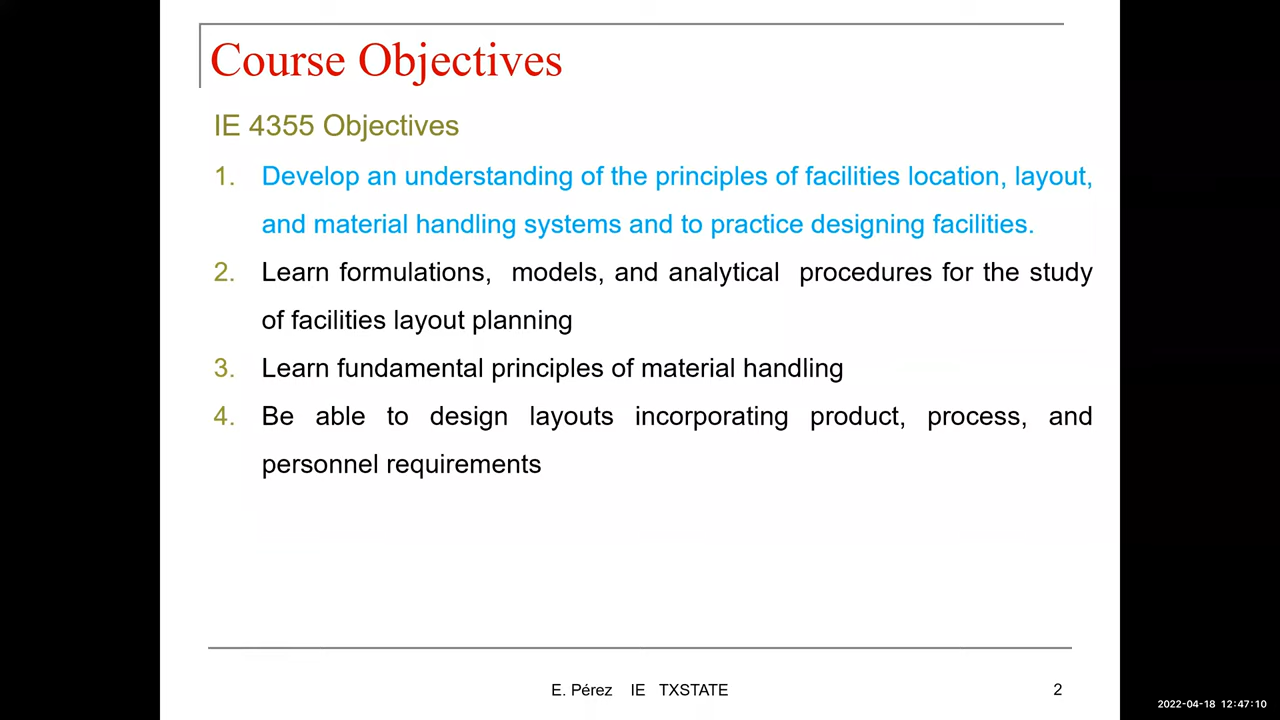 Course Objectives
IE 4355 Objectives
1. Develop an understanding of the principles of facilities location, layout,
and material handling systems and to practice designing facilities.
2. Learn formulations, models, and analytical procedures for the study
of facilities layout planning
3. Learn fundamental principles of material handling
4. Be able to design layouts incorporating product, process, and
personnel requirements
E. Pérez IE TXSTATE 2
2022-04-18 12:47:10